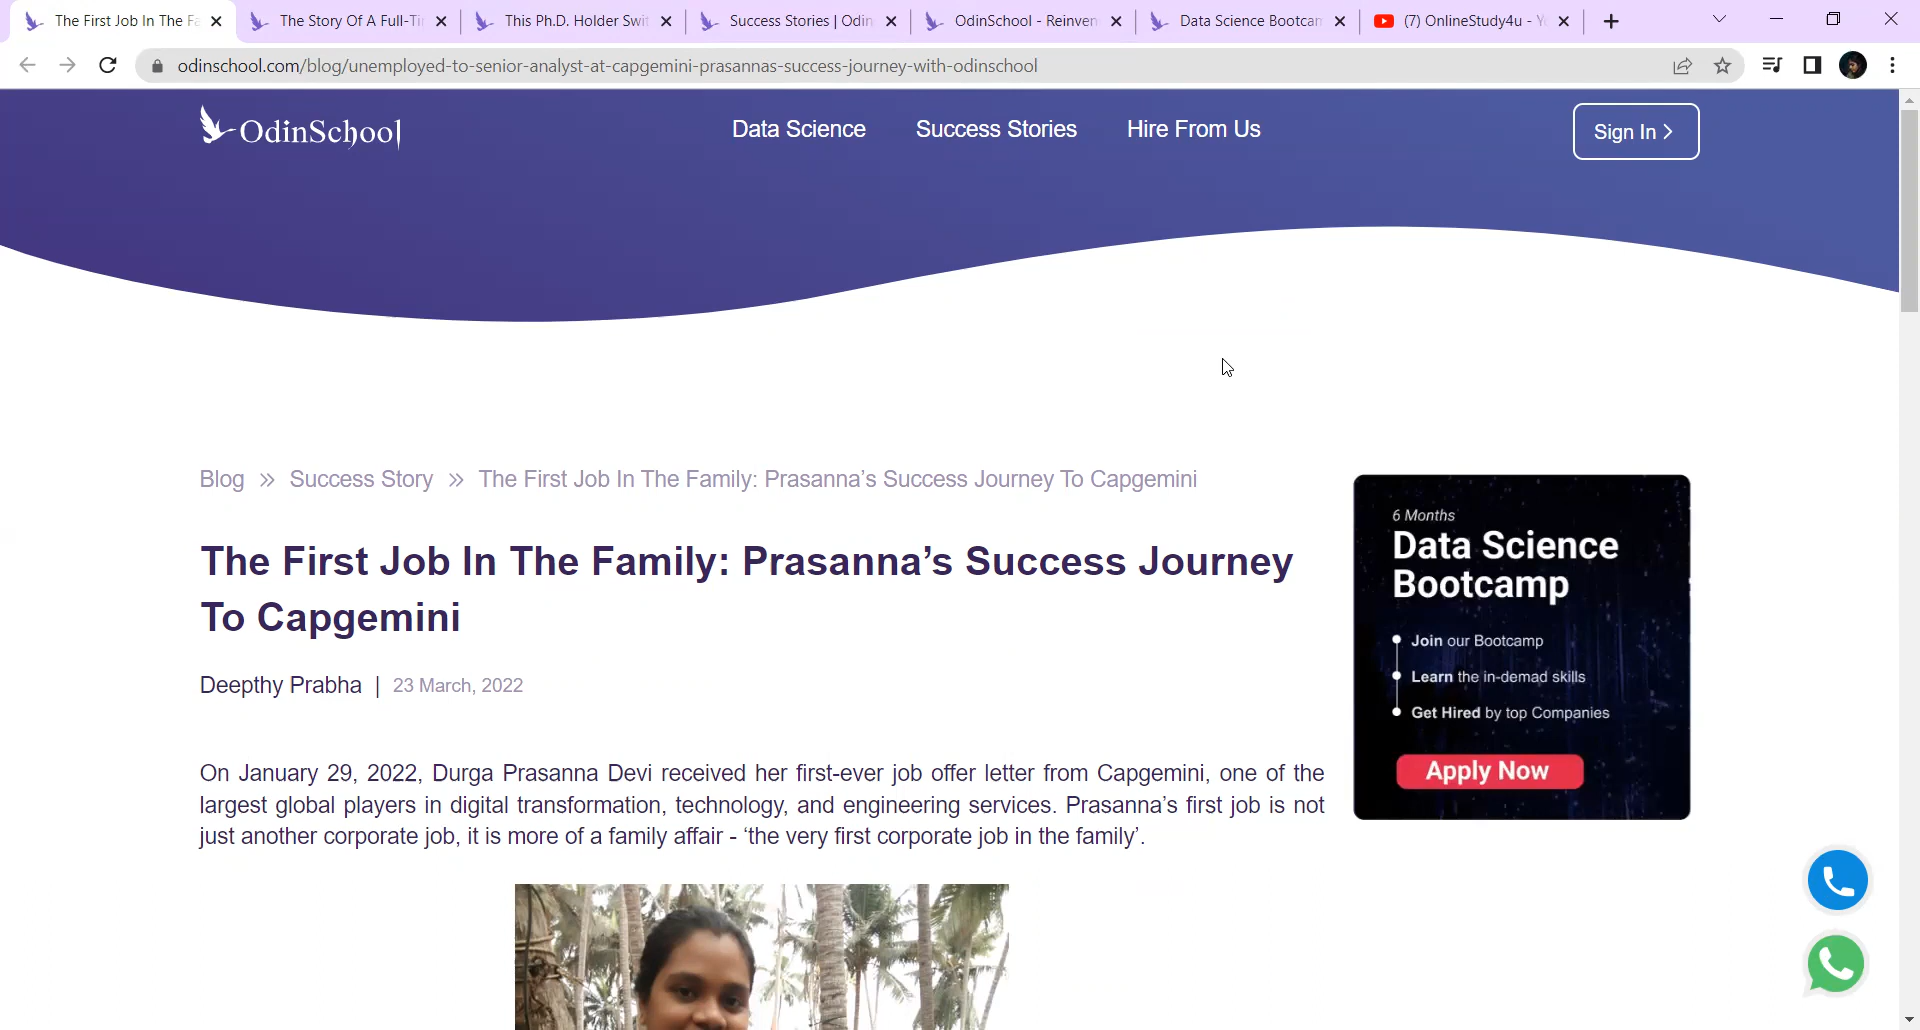 The First Job In The Fa
The Story Of A Full-Ti
This Ph.D. Holder Swi
Success Stories | Odin
OdinSchool - Reinven
Data Science Bootcam
(7) OnlineStudy4u - Y
odinschool.com/blog/unemployed-to-senior-analyst-at-capgemini-prasannas-success-journey-with-odinschool
OdinSchool
Data Science
Success Stories
Hire From Us
Sign In >
Blog » Success Story » The First Job In The Family: Prasanna’s Success Journey To Capgemini
The First Job In The Family: Prasanna’s Success Journey
To Capgemini
Deepthy Prabha | 23 March, 2022
On January 29, 2022, Durga Prasanna Devi received her first-ever job offer letter from Capgemini, one of the
largest global players in digital transformation, technology, and engineering services. Prasanna’s first job is not
just another corporate job, it is more of a family affair - ‘the very first corporate job in the family’.
6 Months
Data Science
Bootcamp
Join our Bootcamp
Learn the in-demad skills
Get Hired by top Companies
Apply Now